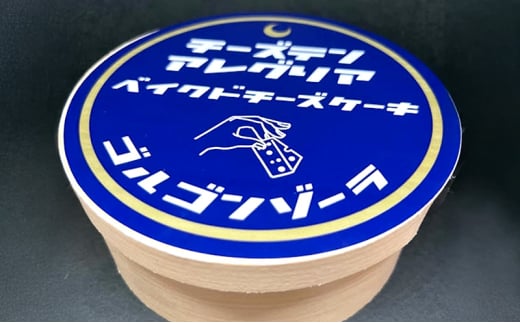 チーズテン
アレグリア
ベイクドチーズケーキ
ゴルゴンゾーラ